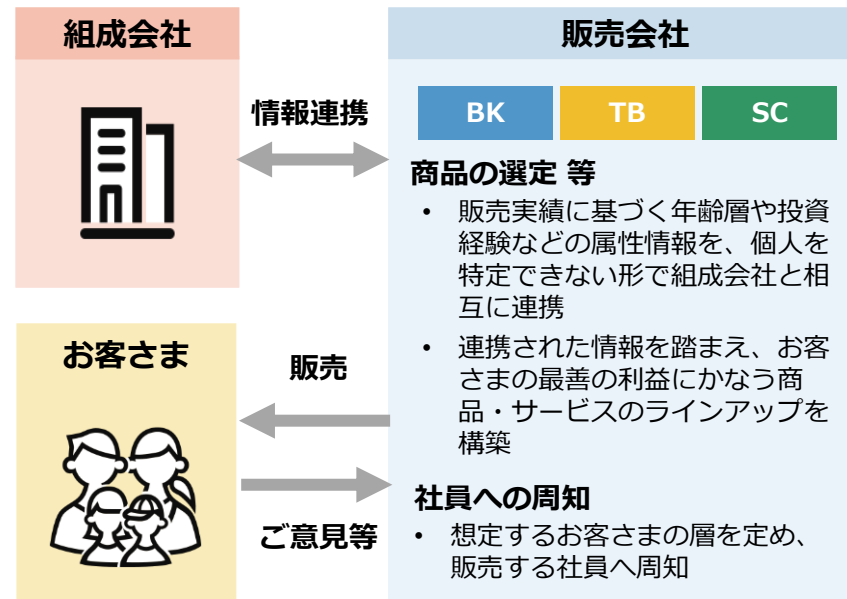 組成会社
販売会社
情報連携
BK
TB
SC
商品の選定 等
• 販売実績に基づく年齢層や投資
経験などの属性情報を、個人を
特定できない形で組成会社と相
互に連携
• 連携された情報を踏まえ、お客
さまの最善の利益にかなう商
品・サービスのラインアップを
構築
お客さま
販売
ご意見等
社員への周知
• 想定するお客さまの層を定め、
販売する社員へ周知